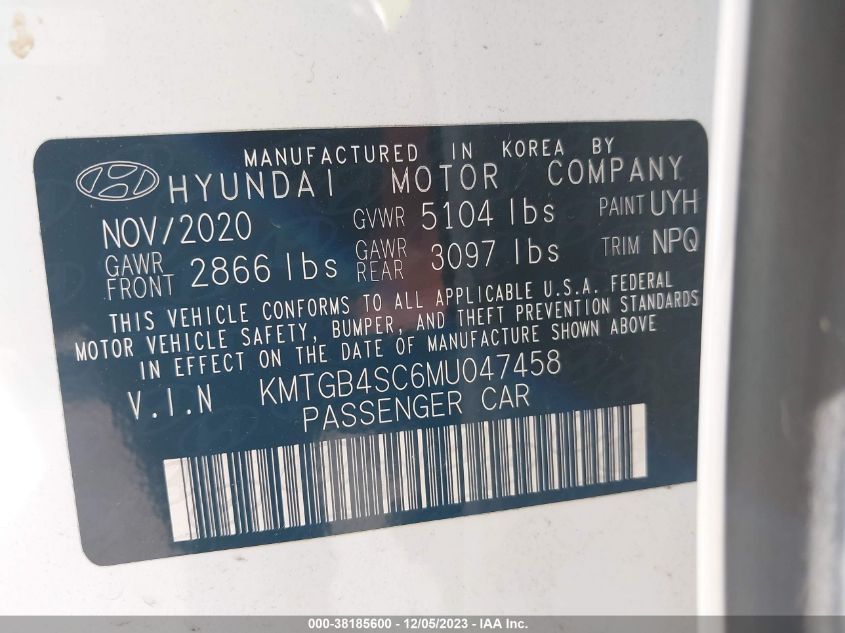 MANUFACTURED IN KOREA BY
HYUNDAI MOTOR COMPANY
NOV/2020 GVWR 5104 lbs PAINT UYH
GAWR FRONT 2866 lbs GAWR REAR 3097 lbs TRIM NPQ
THIS VEHICLE CONFORMS TO ALL APPLICABLE U.S.A. FEDERAL
MOTOR VEHICLE SAFETY, BUMPER, AND THEFT PREVENTION STANDARDS
IN EFFECT ON THE DATE OF MANUFACTURE SHOWN ABOVE
V.I.N KMTGB4SC6MU047458
PASSENGER CAR
000-38185600 - 12/05/2023 - IAA Inc.